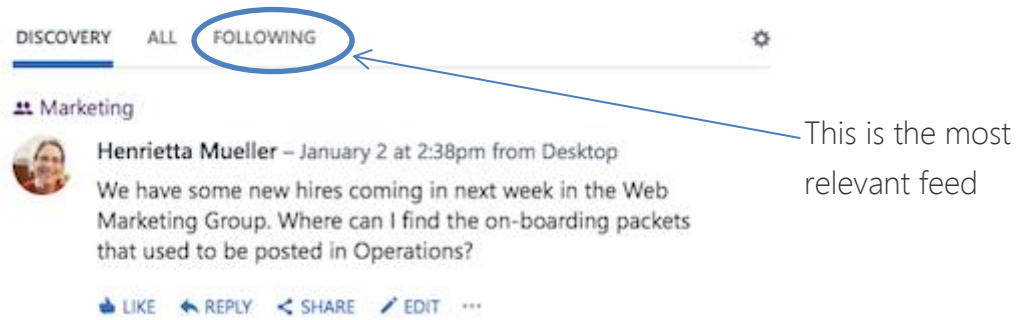 DISCOVERY ALL FOLLOWING
Marketing
Henrietta Mueller – January 2 at 2:38pm from Desktop
This is the most
relevant feed
We have some new hires coming in next week in the Web
Marketing Group. Where can I find the on-boarding packets
that used to be posted in Operations?
LIKE REPLY SHARE EDIT ···